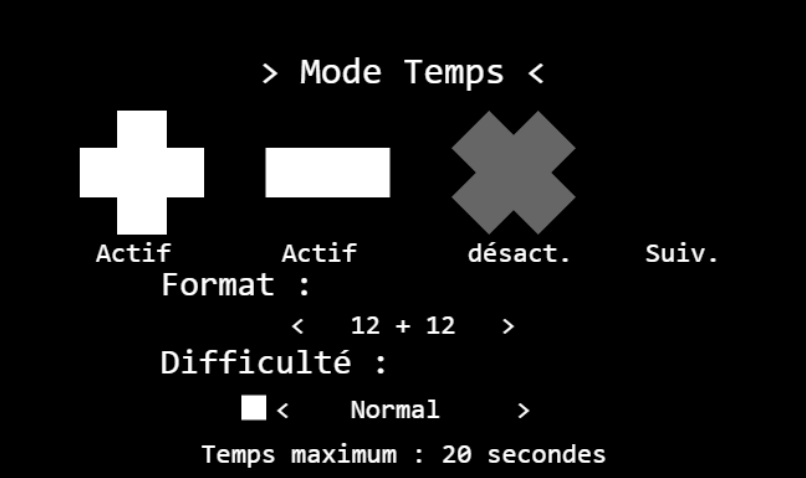 > Mode Temps <
Actif Actif désact. Suiv.
Format :
< 12 + 12 >
Difficulté :
< Normal >
Temps maximum : 20 secondes